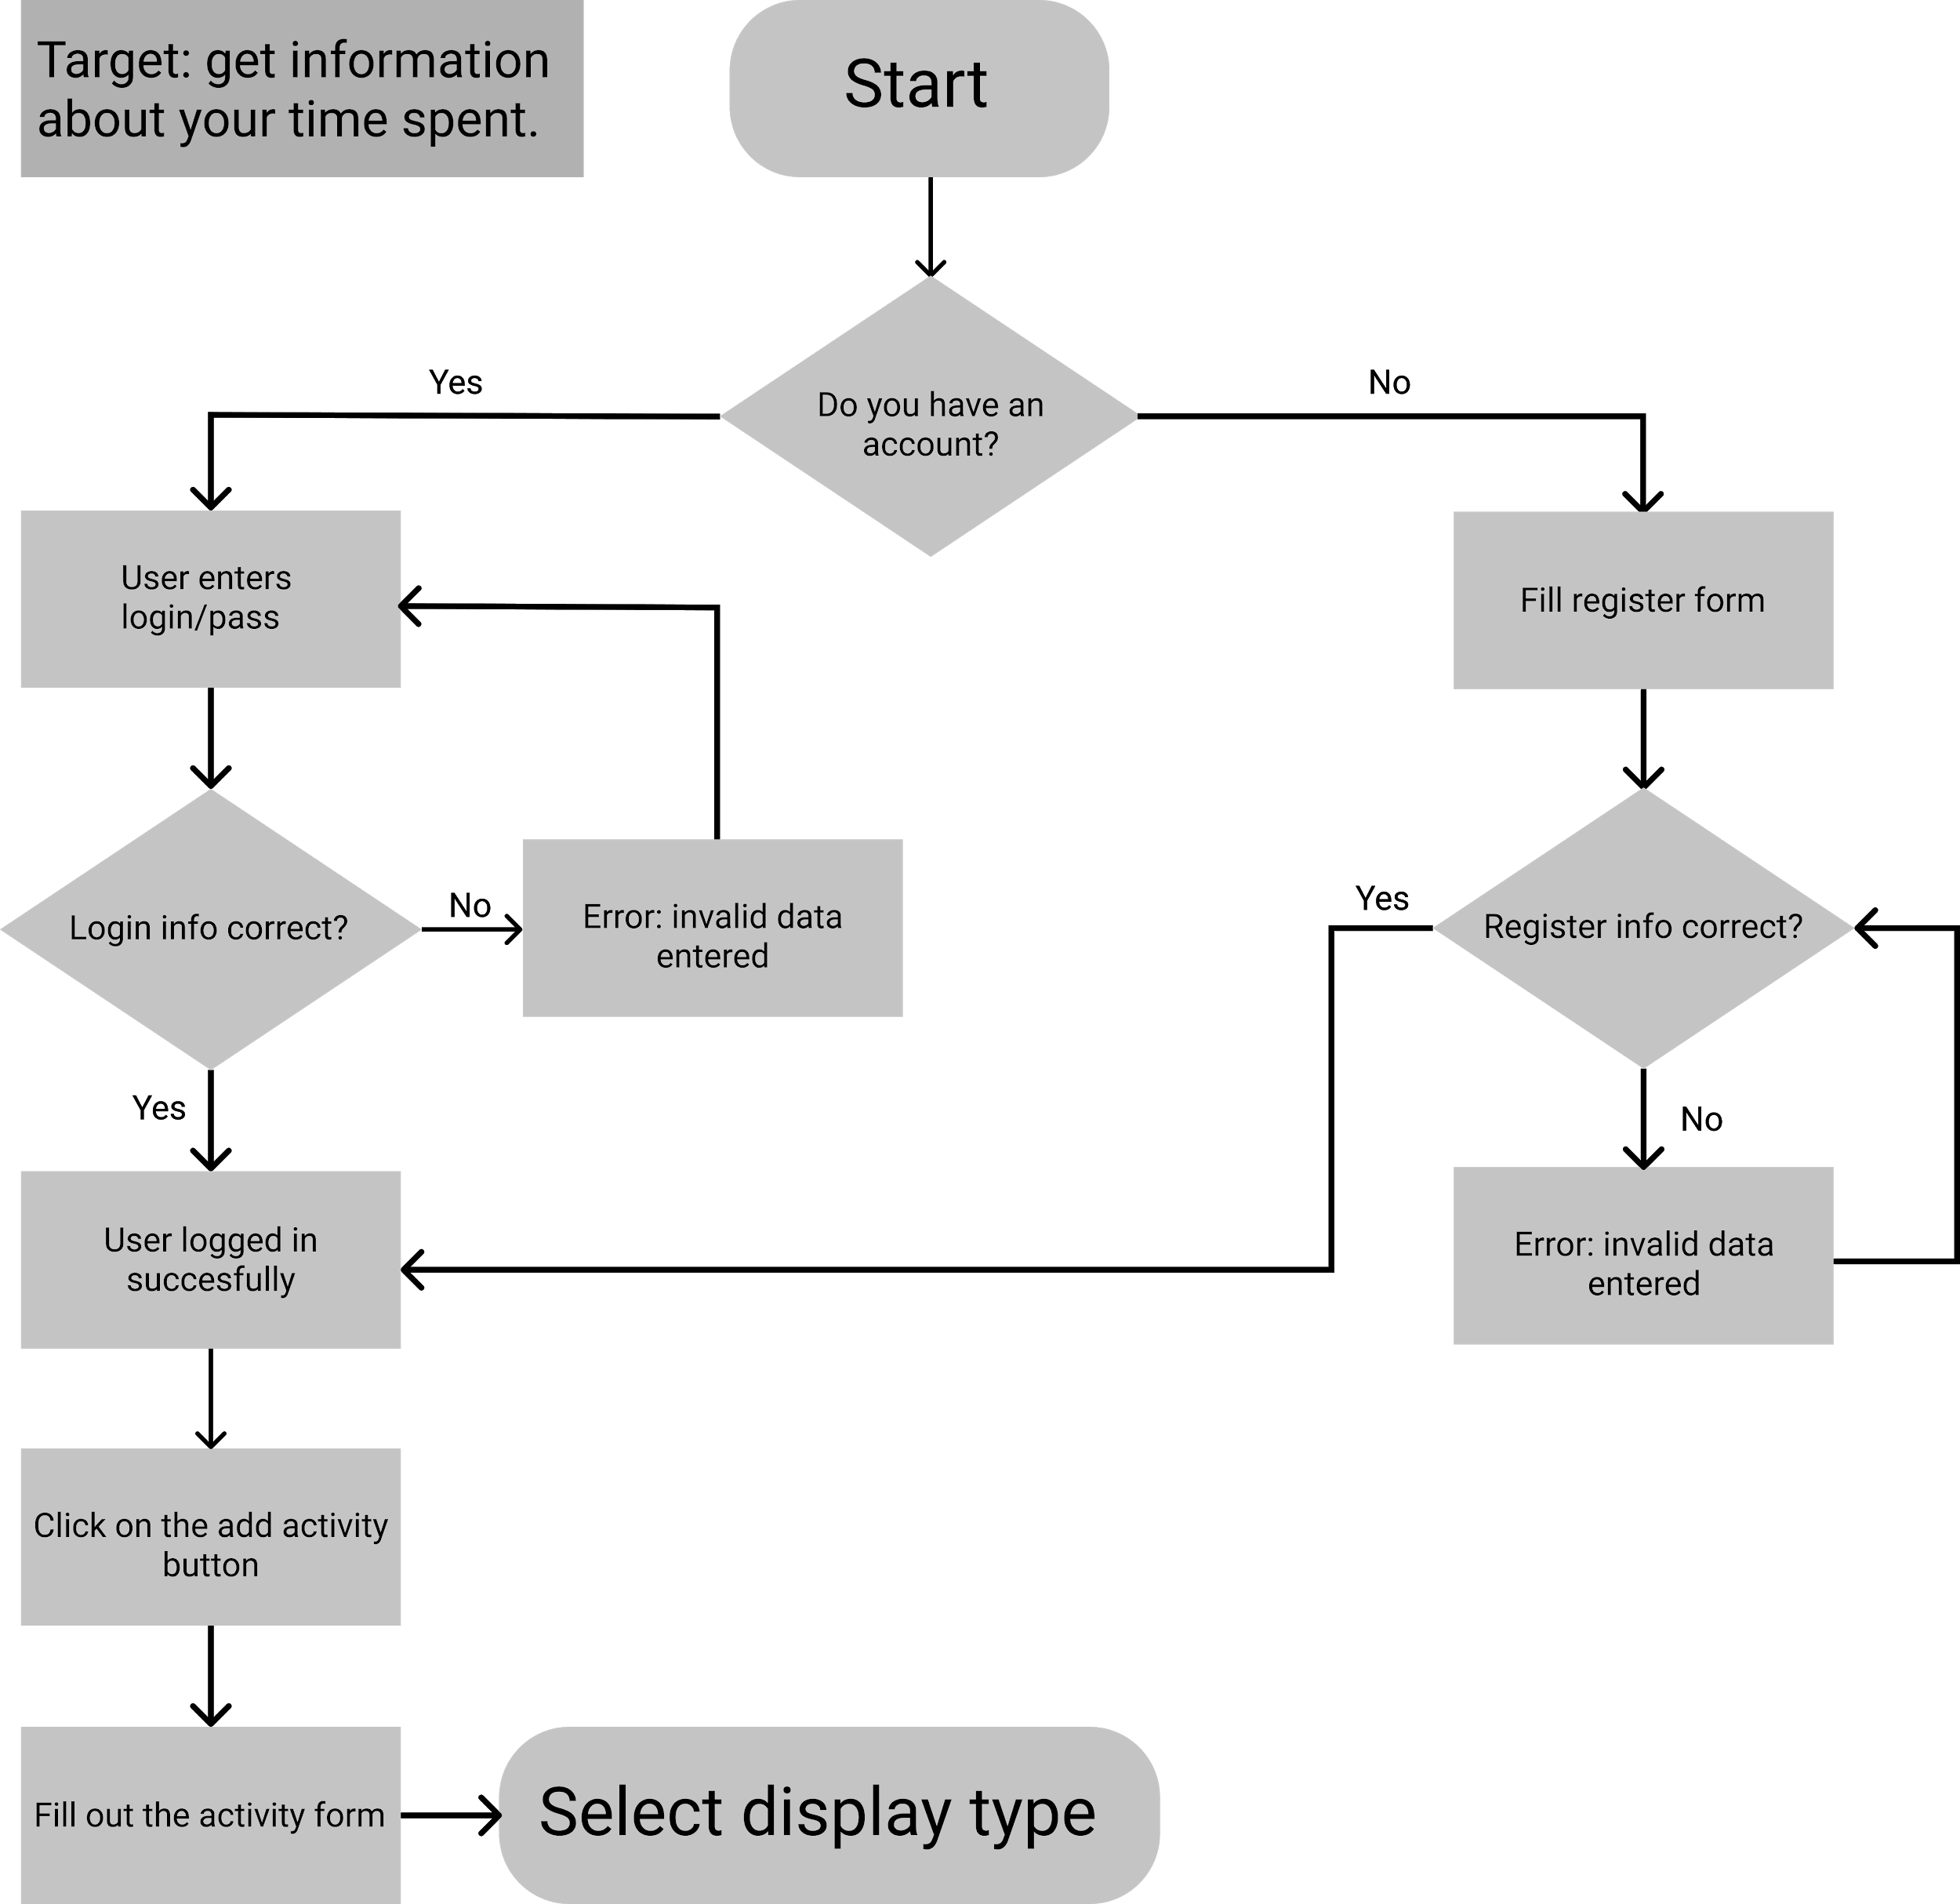 Target: get information
about your time spent.
Start
Yes
No
Do you have an
account?
User enters
login/pass
Fill register form
Login info correct?
No
Error: invalid data
entered
Yes
Register info correct?
Yes
No
User logged in
succesfully
Error: invalid data
entered
Click on the add activity
button
Fill out the activity form
Select display type